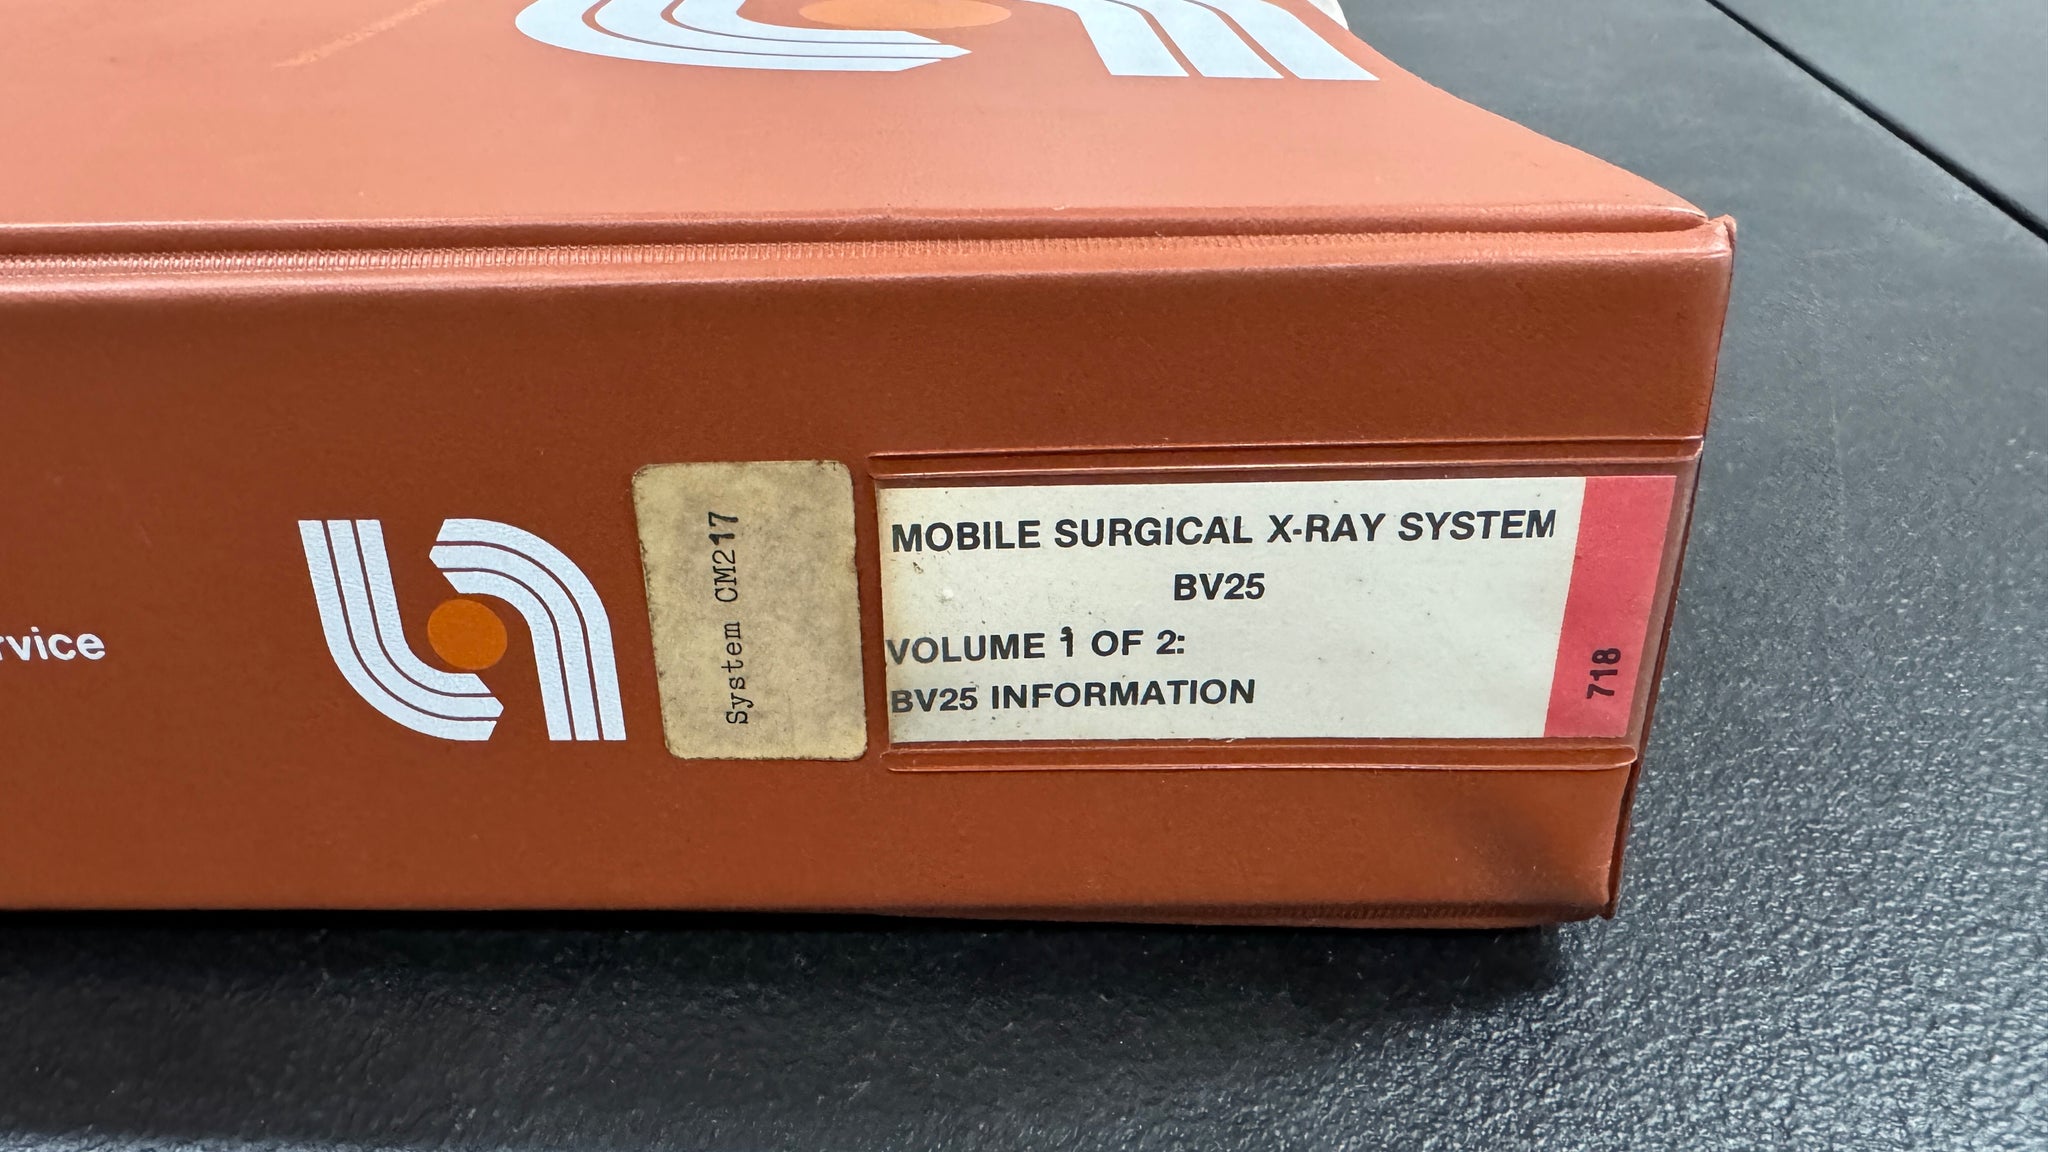 rvice
System CM217
MOBILE SURGICAL X-RAY SYSTEM
BV25
VOLUME 1 OF 2:
BV25 INFORMATION
718